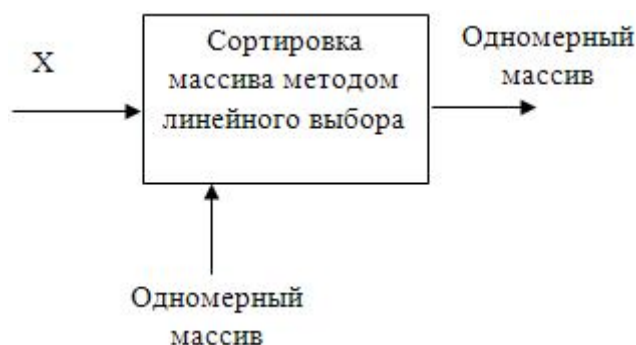 X
Сортировка
массива методом
линейного выбора
Одномерный
массив
Одномерный
массив